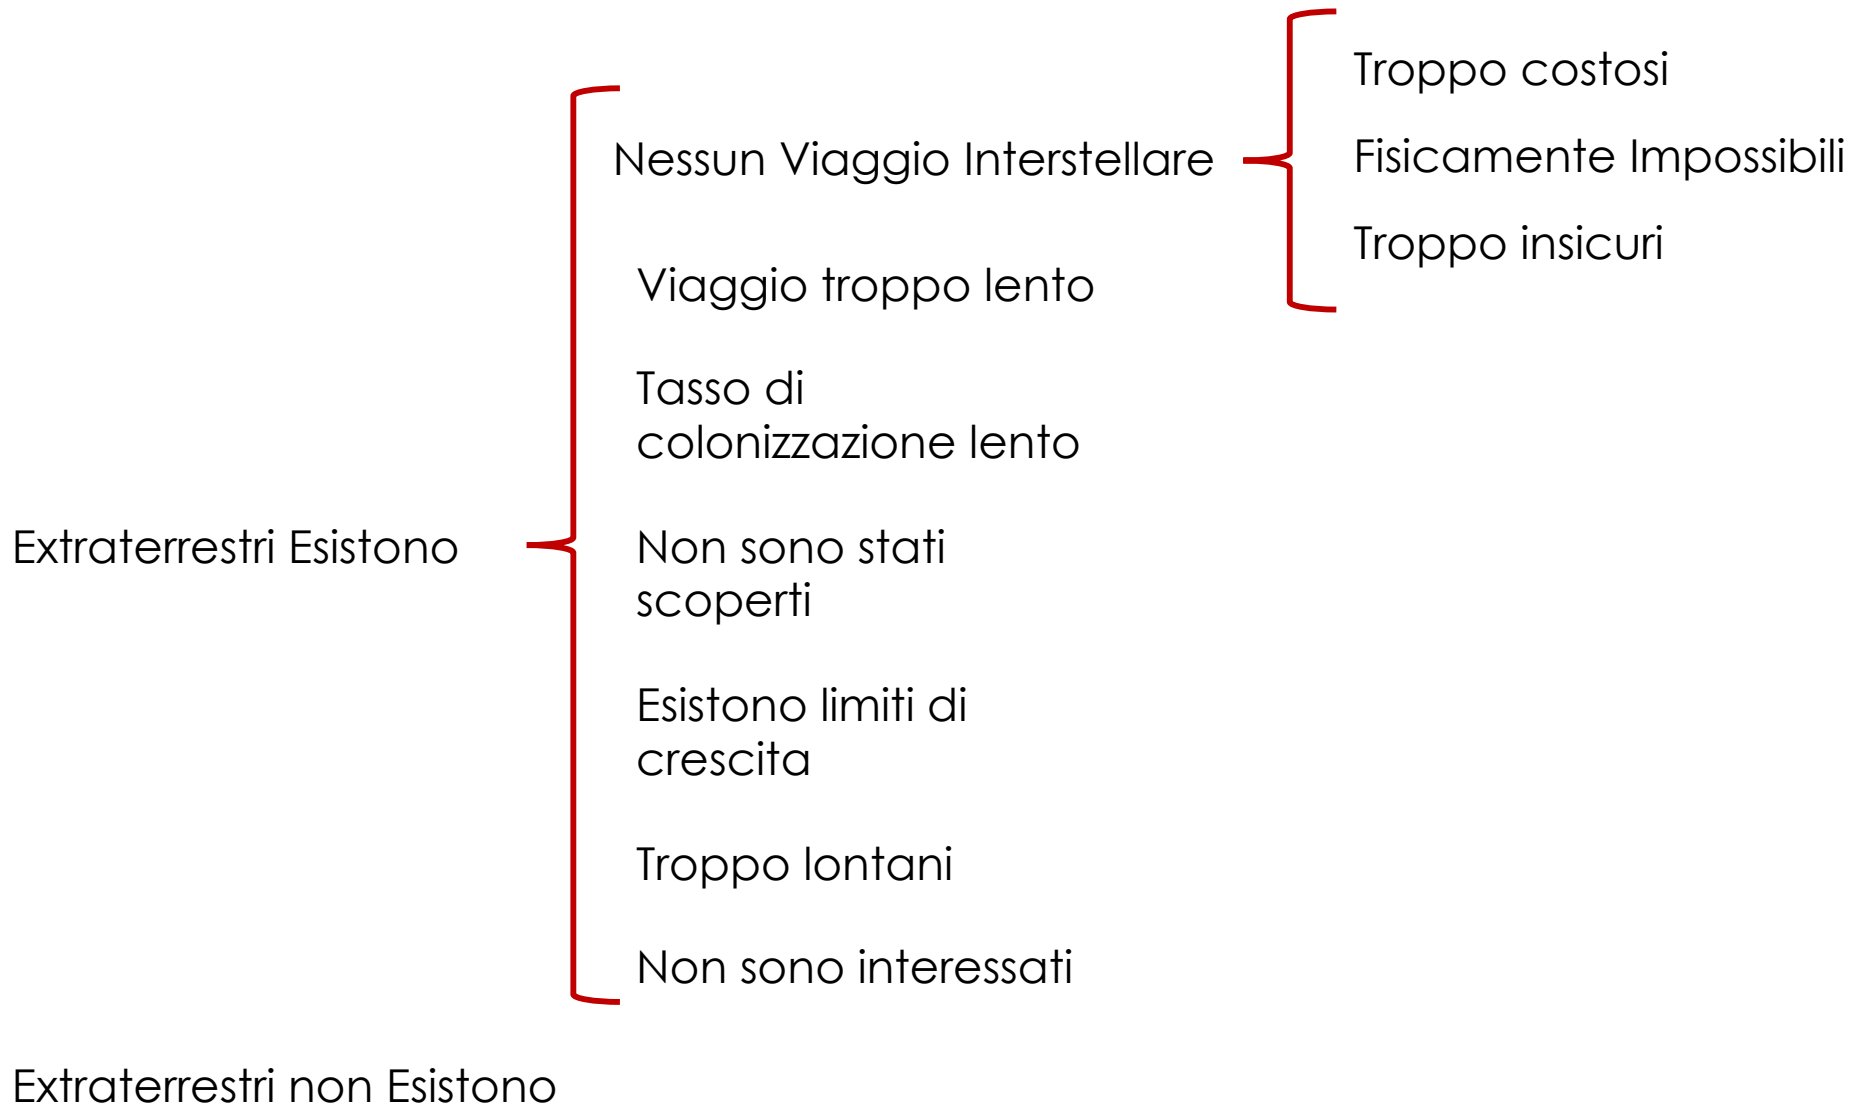 Extraterrestri Esistono
Nessun Viaggio Interstellare
Troppo costosi
Fisicamente Impossibili
Troppo insicuri
Viaggio troppo lento
Tasso di
colonizzazione lento
Non sono stati
scoperti
Esistono limiti di
crescita
Troppo lontani
Non sono interessati
Extraterrestri non Esistono